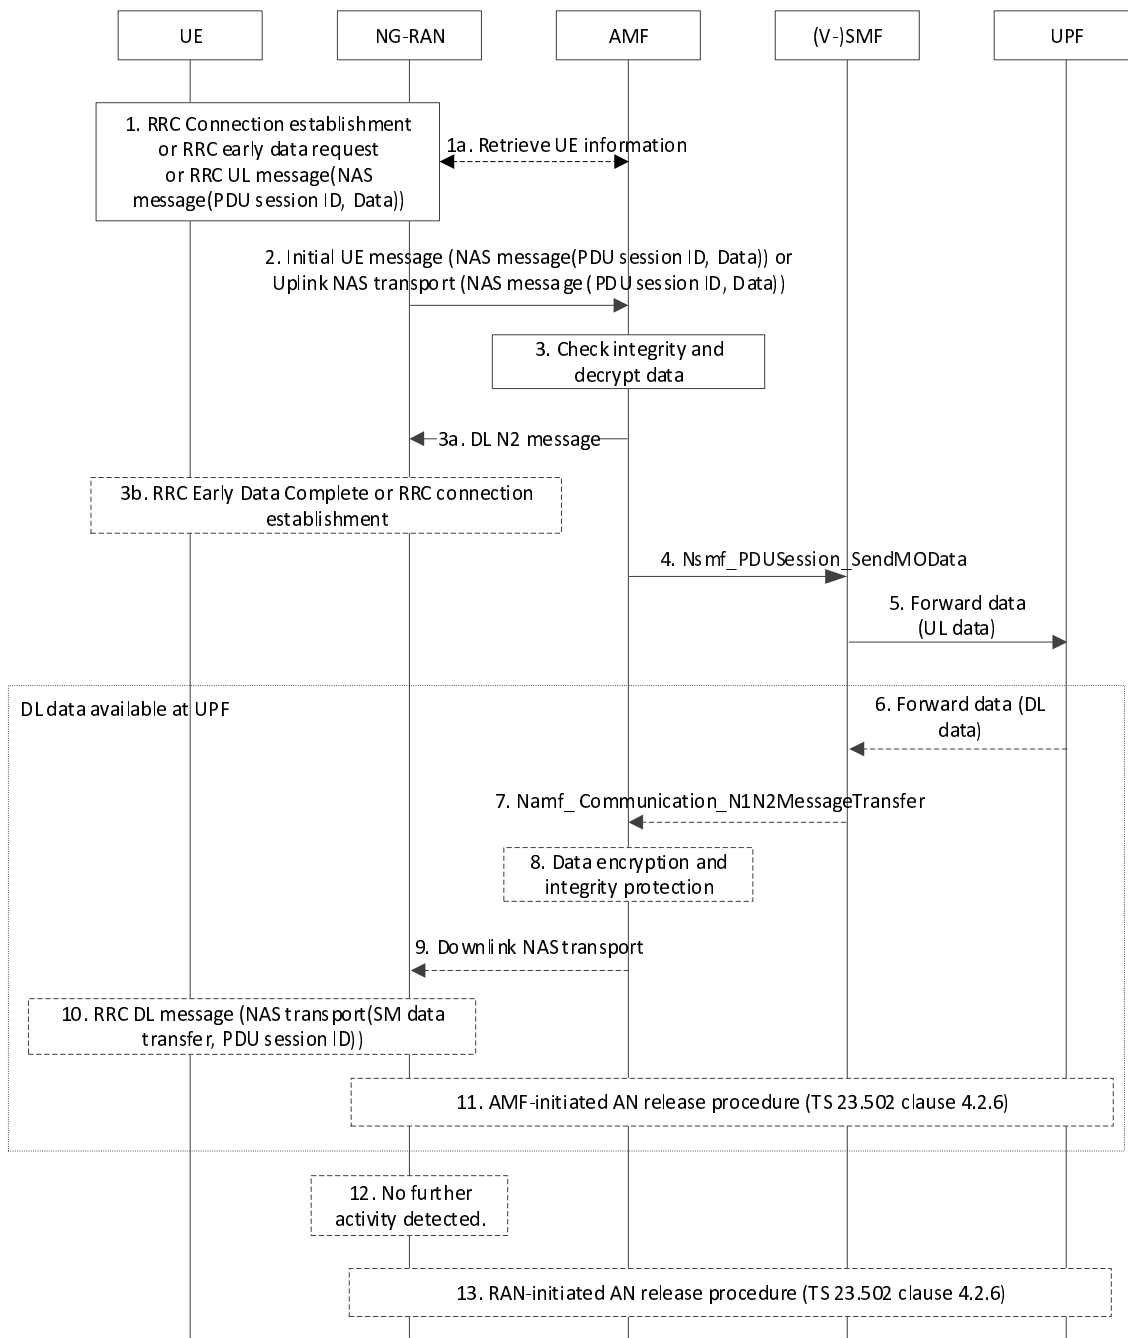 UE
NG-RAN
AMF
(V-)SMF
UPF
1. RRC Connection establishment
or RRC early data request
or RRC UL message(NAS
message(PDU session ID, Data))
1a. Retrieve UE information
2. Initial UE message (NAS message(PDU session ID, Data)) or
Uplink NAS transport (NAS message (PDU session ID, Data))
3. Check integrity and
decrypt data
3a. DL N2 message
3b. RRC Early Data Complete or RRC connection
establishment
4. Nsmf_PDUSession_SendMOData
5. Forward data
(UL data)
DL data available at UPF
6. Forward data (DL
data)
7. Namf_ Communication_N1N2MessageTransfer
8. Data encryption and
integrity protection
9. Downlink NAS transport
10. RRC DL message (NAS transport(SM data
transfer, PDU session ID))
11. AMF-initiated AN release procedure (TS 23.502 clause 4.2.6)
12. No further
activity detected.
13. RAN-initiated AN release procedure (TS 23.502 clause 4.2.6)